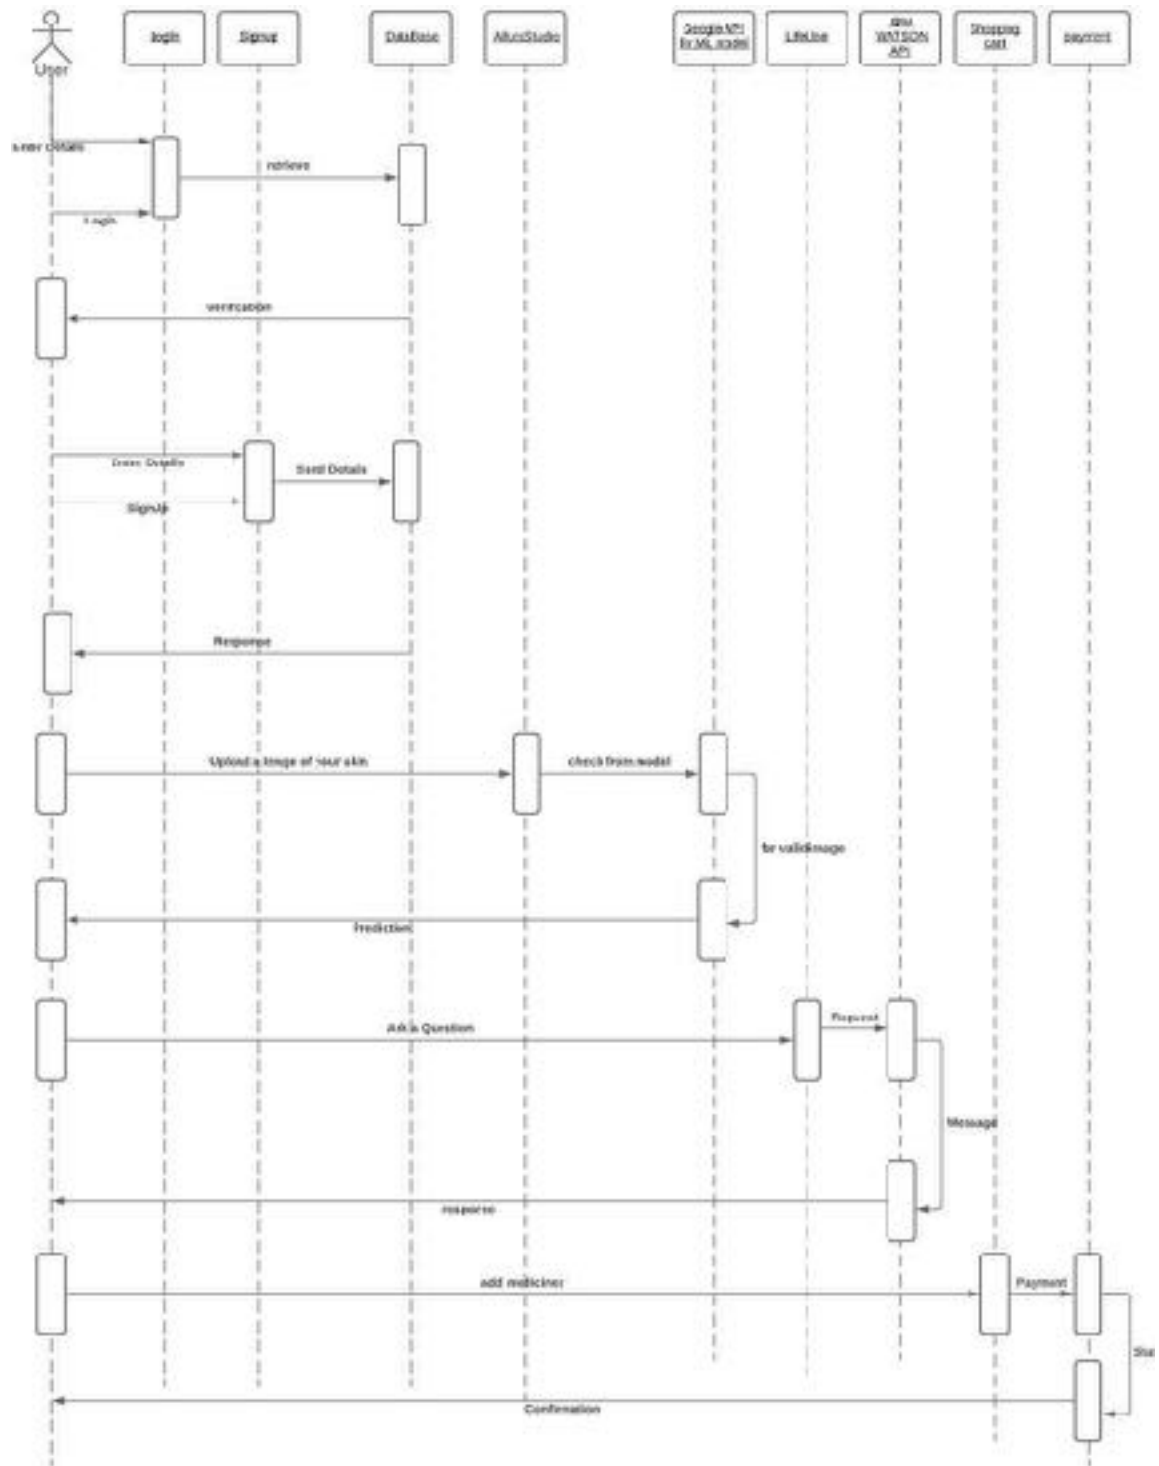 User
login
Signup
DataBase
Google API
for ML model
LifeLine
IBM
WATSON
API
Shopping
cart
payment
Enter Details
retrieve
Login
verification
Enter Details
Send Details
SignUp
Response
Upload a Image of Your skin
check from model
for valid image
Prediction
Ask a Question
Request
Message
response
add medicines
Payment
Confirmation